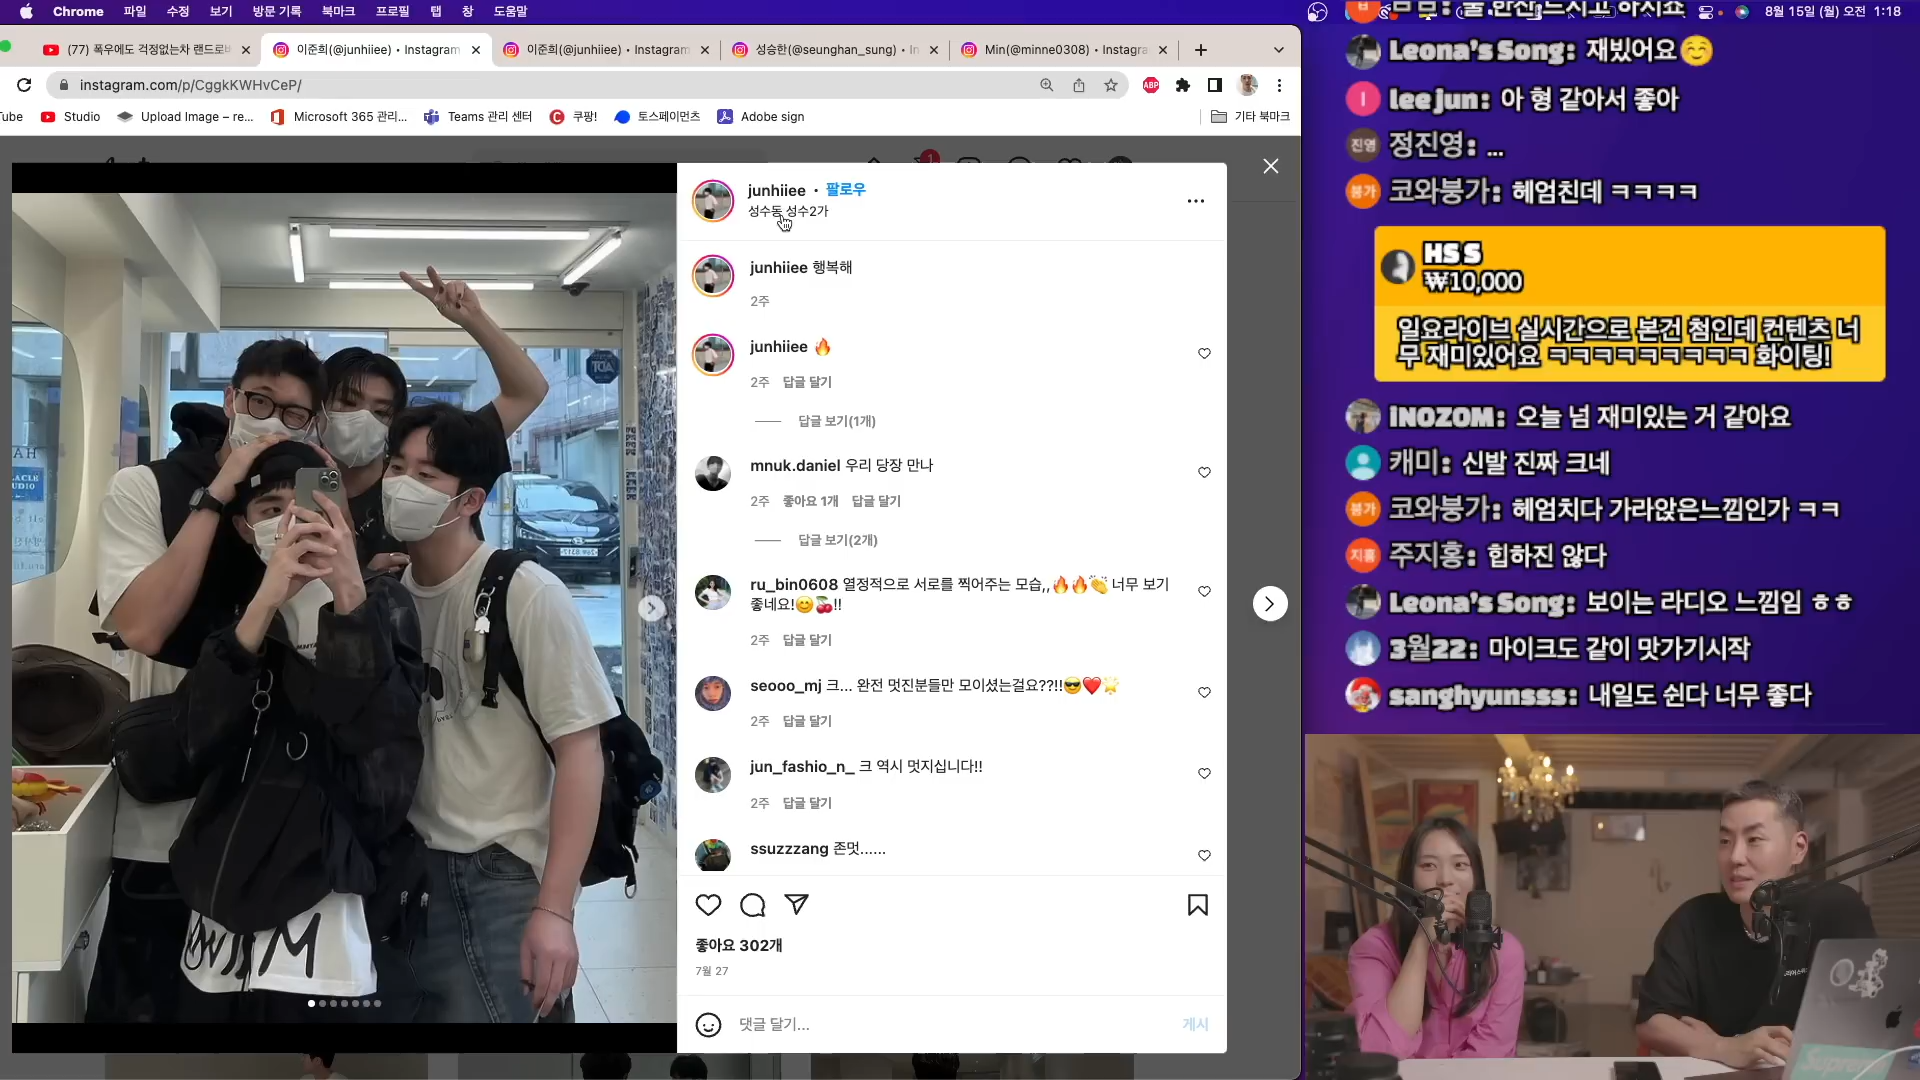 Chrome 파일 수정 보기 방문 기록 북마크 프로필 탭 창 도움말
8월 15일 (월) 오전 1:18
(77) 폭우에도 걱정없는차 랜드로버
이준희(@junhiiee) • Instagram
이준희(@junhiiee) • Instagram
성승한(@seunghan_sung) • In
Min(@minne0308) • Instagra
instagram.com/p/CggkKWHvCeP/
ABP
Tube Studio Upload Image – re... Microsoft 365 관리... Teams 관리 센터 쿠팡! 토스페이먼츠 Adobe sign 기타 북마크
1
junhiiee • 팔로우
성수동 성수2가
junhiiee 행복해
2주
junhiiee 🔥
2주 답글 달기
답글 보기(1개)
mnuk.daniel 우리 당장 만나
2주 좋아요 1개 답글 달기
답글 보기(2개)
ru_bin0608 열정적으로 서로를 찍어주는 모습,,🔥🔥👏 너무 보기
좋네요!😊🍒!!
2주 답글 달기
seooo_mj 크... 완전 멋진분들만 모이셨는걸요??!!😎❤️🌟
2주 답글 달기
jun_fashio_n_ 크 역시 멋지십니다!!
2주 답글 달기
ssuzzzang 존멋......
좋아요 302개
7월 27
댓글 달기...
게시
Leona's Song: 재밌어요☺️
l lee jun: 아 형 같아서 좋아
진영 정진영: ...
붕가 코와붕가: 헤엄친데 ㅋㅋㅋㅋ
HS S
₩10,000
일요라이브 실시간으로 본건 첨인데 컨텐츠 너
무 재미있어요 ㅋㅋㅋㅋㅋㅋㅋㅋㅋ 화이팅!
iNOZOM: 오늘 넘 재미있는 거 같아요
캐미: 신발 진짜 크네
붕가 코와붕가: 헤엄치다 가라앉은느낌인가 ㅋㅋ
지홍 주지홍: 힙하진 않다
Leona's Song: 보이는 라디오 느낌임 ㅎㅎ
3월22: 마이크도 같이 맛가기시작
sanghyunsss: 내일도 쉰다 너무 좋다
Supreme